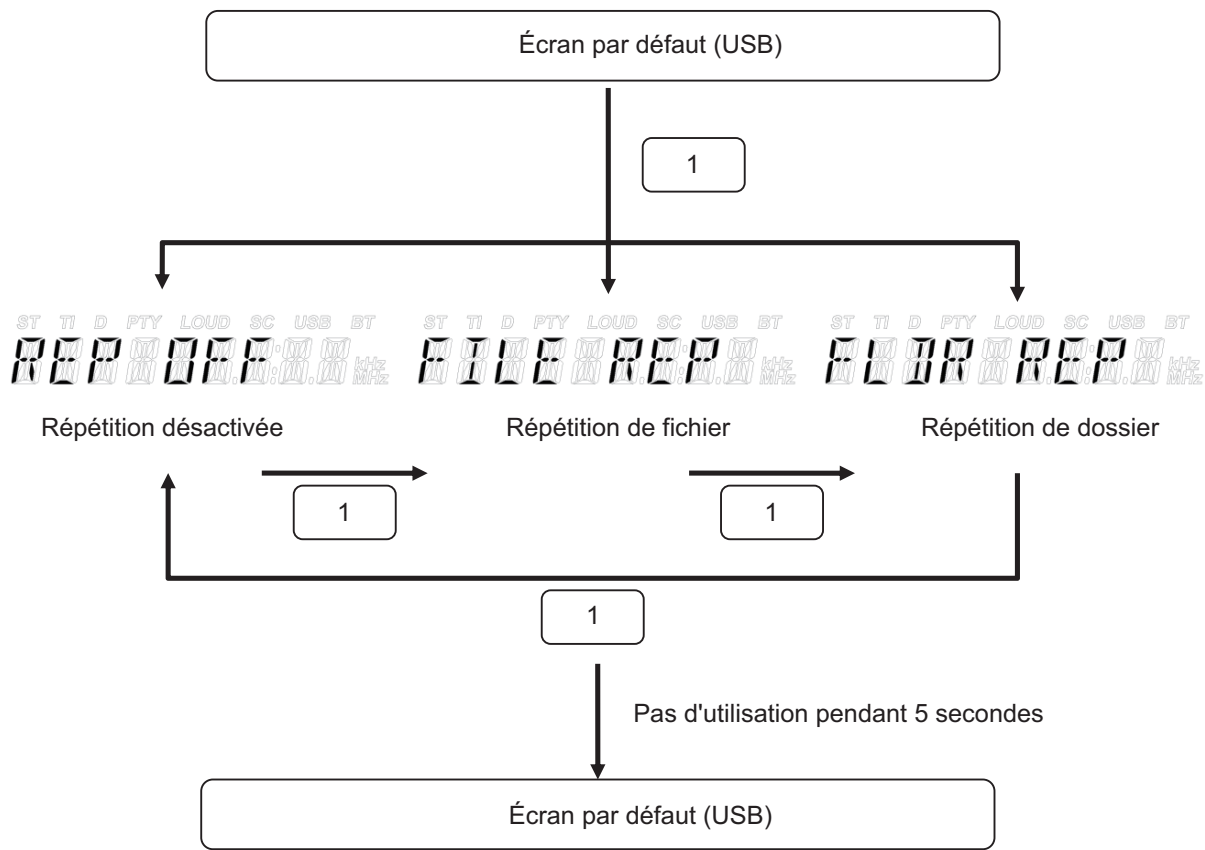 Écran par défaut (USB)
1
ST TI D PTY LOUD SC USB BT
REP OFF kHz MHz
ST TI D PTY LOUD SC USB BT
FILE REP kHz MHz
ST TI D PTY LOUD SC USB BT
FLDR REP kHz MHz
Répétition désactivée
Répétition de fichier
Répétition de dossier
1
1
1
Pas d'utilisation pendant 5 secondes
Écran par défaut (USB)